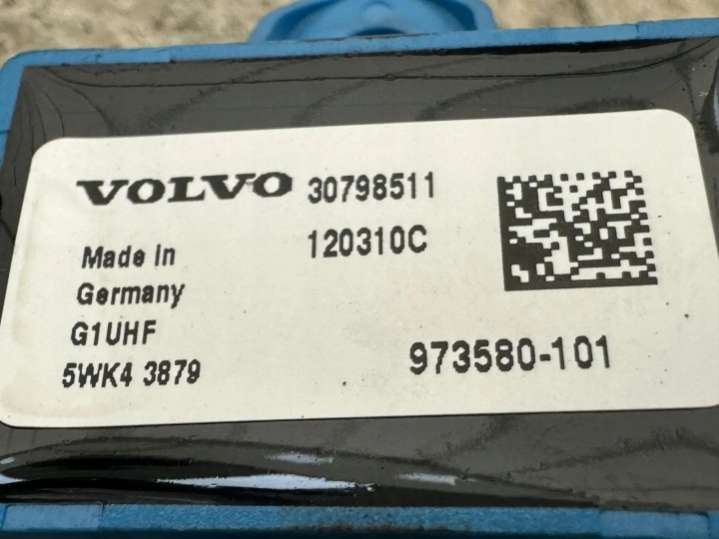 VOLVO 30798511
120310C
Made in
Germany
G1UHF
5WK4 3879
973580-101